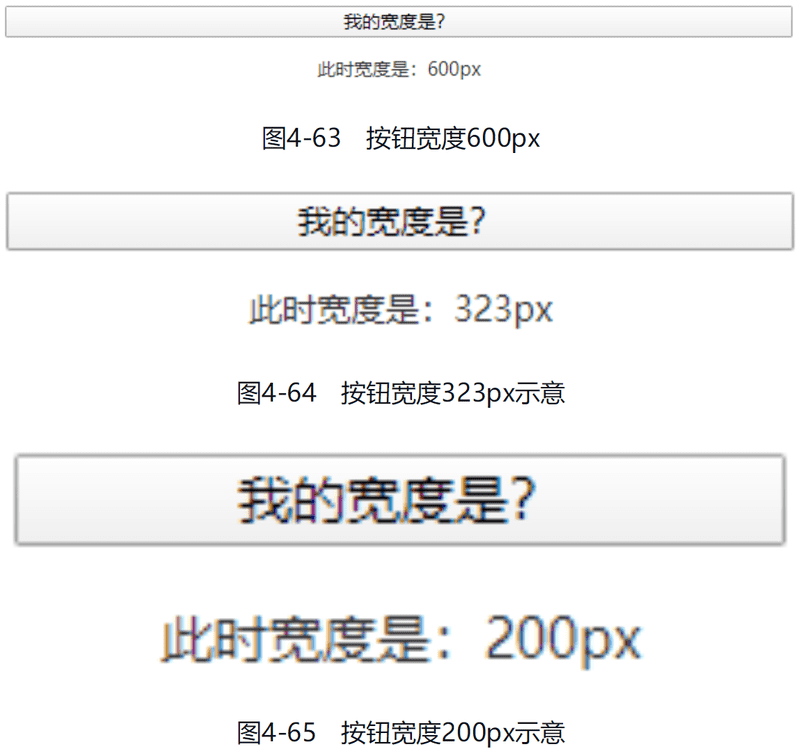 我的宽度是？
此时宽度是：600px
图4-63 按钮宽度600px
我的宽度是？
此时宽度是：323px
图4-64 按钮宽度323px示意
我的宽度是？
此时宽度是：200px
图4-65 按钮宽度200px示意